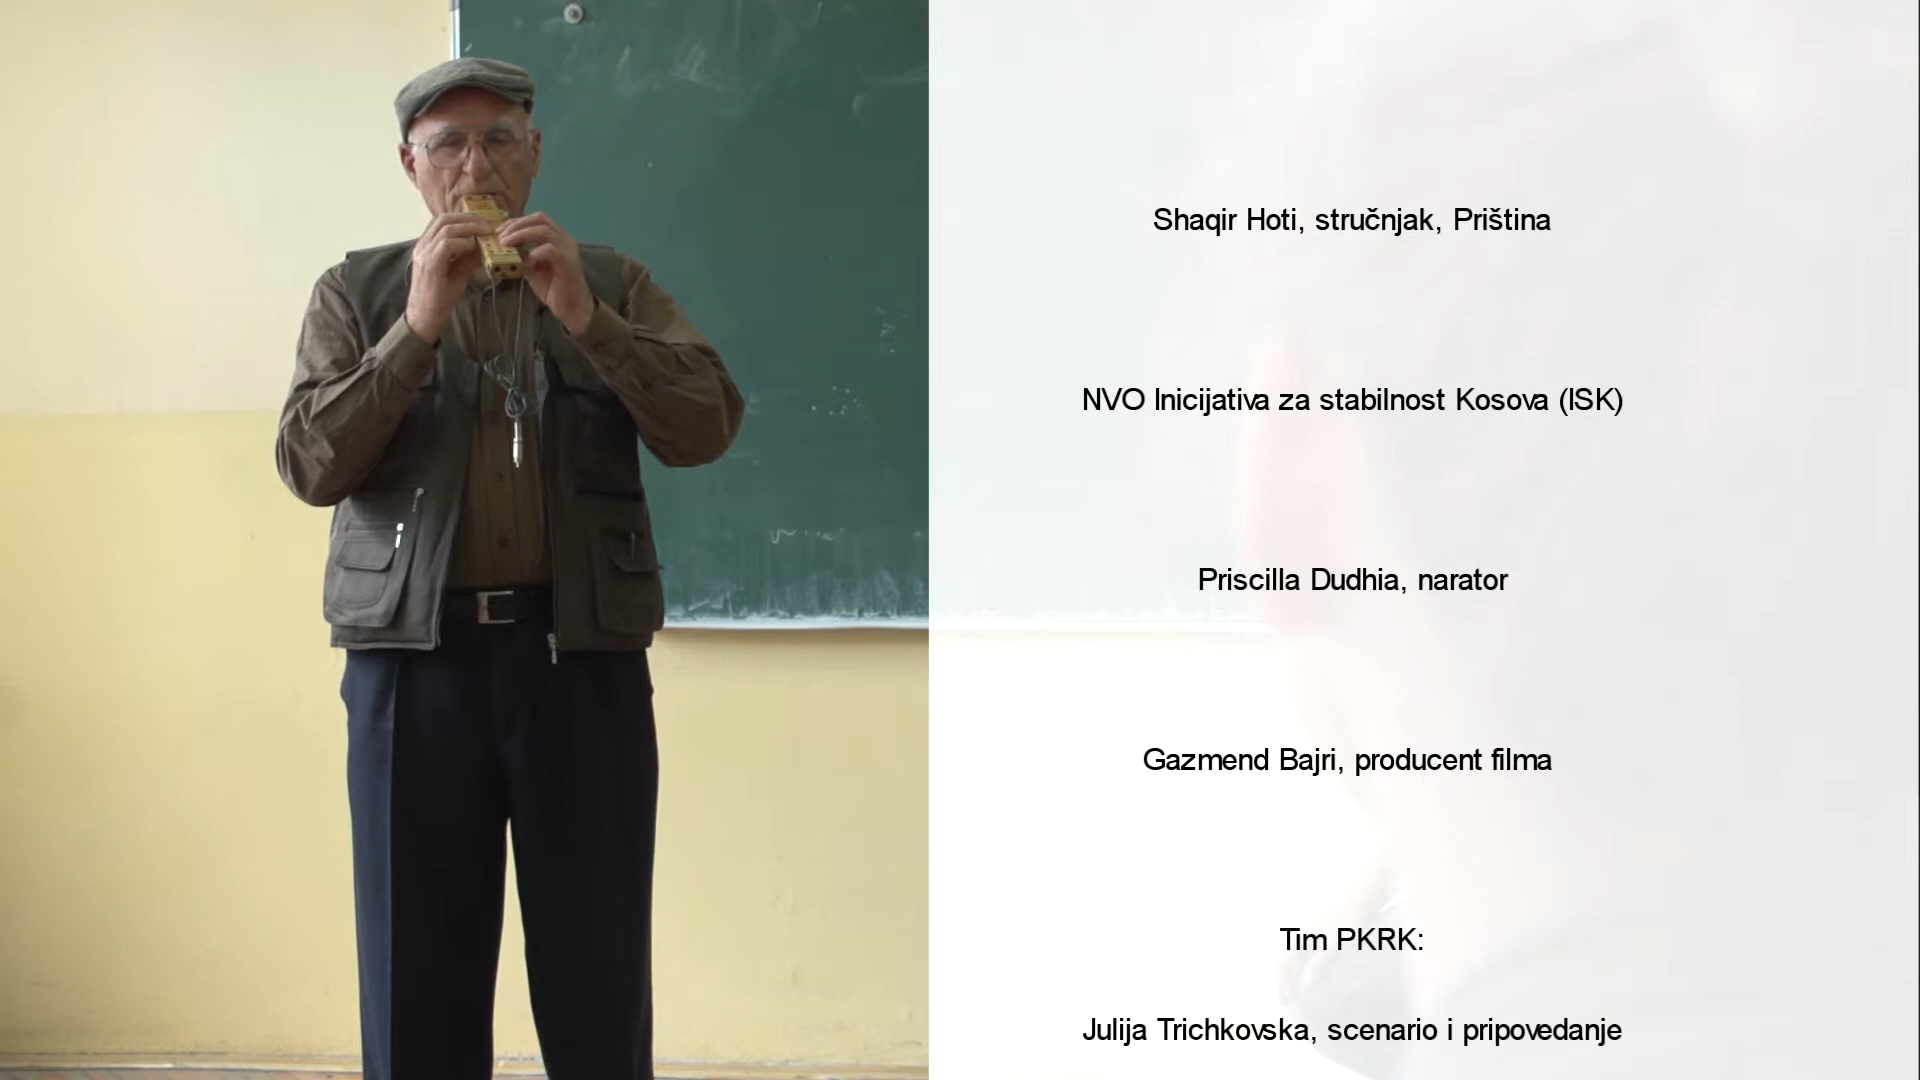 Shaqir Hoti, stručnjak, Priština
NVO Inicijativa za stabilnost Kosova (ISK)
Priscilla Dudhia, narator
Gazmend Bajri, producent filma
Tim PKRK:
Julija Trichkovska, scenario i pripovedanje